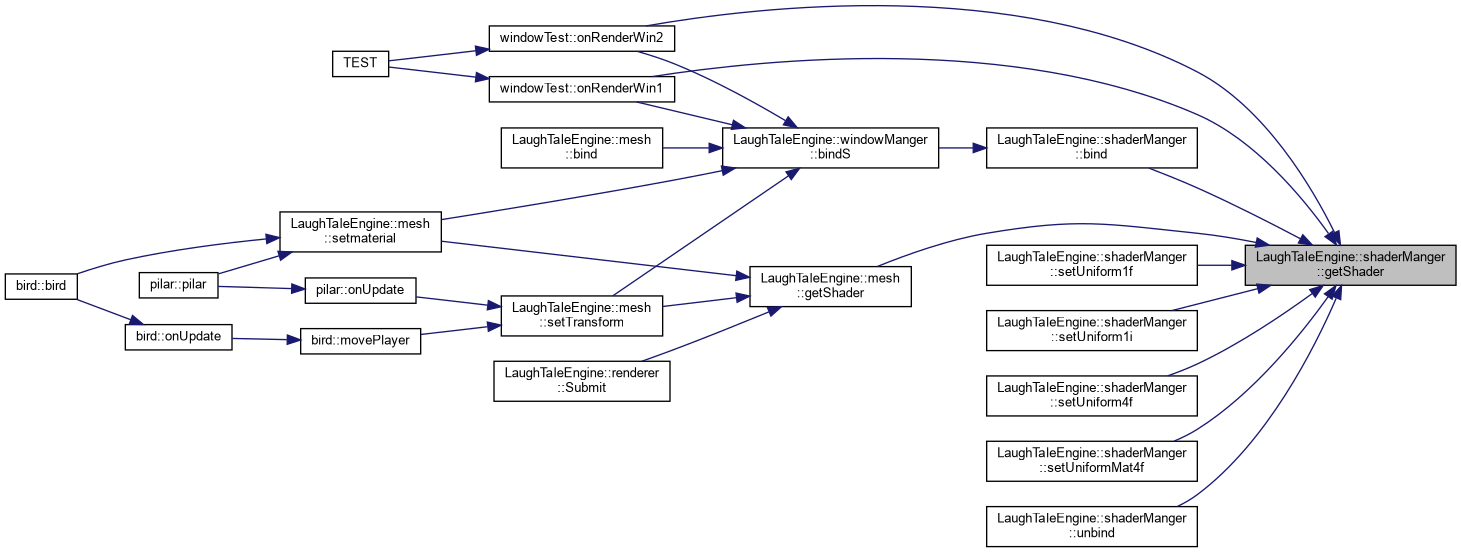 windowTest::onRenderWin2
TEST
windowTest::onRenderWin1
LaughTaleEngine::mesh
::bind
LaughTaleEngine::windowManger
::bindS
LaughTaleEngine::shaderManger
::bind
LaughTaleEngine::mesh
::setmaterial
LaughTaleEngine::shaderManger
::setUniform1f
LaughTaleEngine::shaderManger
::getShader
bird::bird
pilar::pilar
pilar::onUpdate
LaughTaleEngine::mesh
::getShader
LaughTaleEngine::mesh
::setTransform
bird::onUpdate
bird::movePlayer
LaughTaleEngine::shaderManger
::setUniform1i
LaughTaleEngine::renderer
::Submit
LaughTaleEngine::shaderManger
::setUniform4f
LaughTaleEngine::shaderManger
::setUniformMat4f
LaughTaleEngine::shaderManger
::unbind